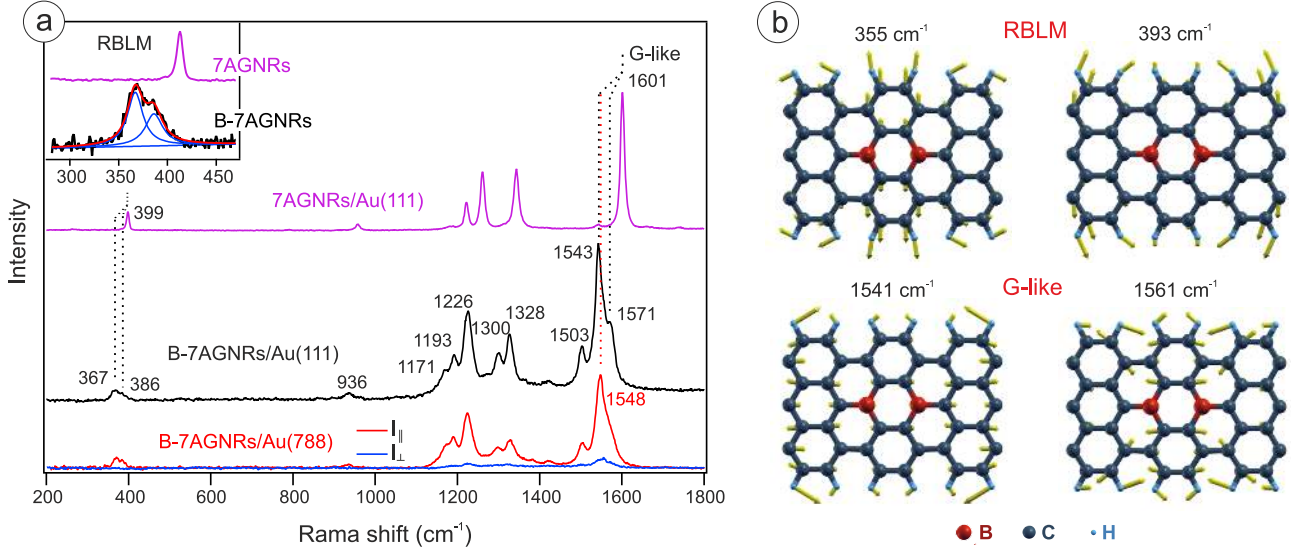 a
RBLM
7AGNRs
B-7AGNRs
300 350 400 450
G-like
1601
7AGNRs/Au(111)
399
1543
1571
1226
1328
1300
1193
1171
1503
B-7AGNRs/Au(111)
367
386
936
1548
B-7AGNRs/Au(788)
I∥
I⊥
Intensity
200 400 600 800 1000 1200 1400 1600 1800
Rama shift (cm⁻¹)
b
355 cm⁻¹ RBLM 393 cm⁻¹
1541 cm⁻¹ G-like 1561 cm⁻¹
B C H